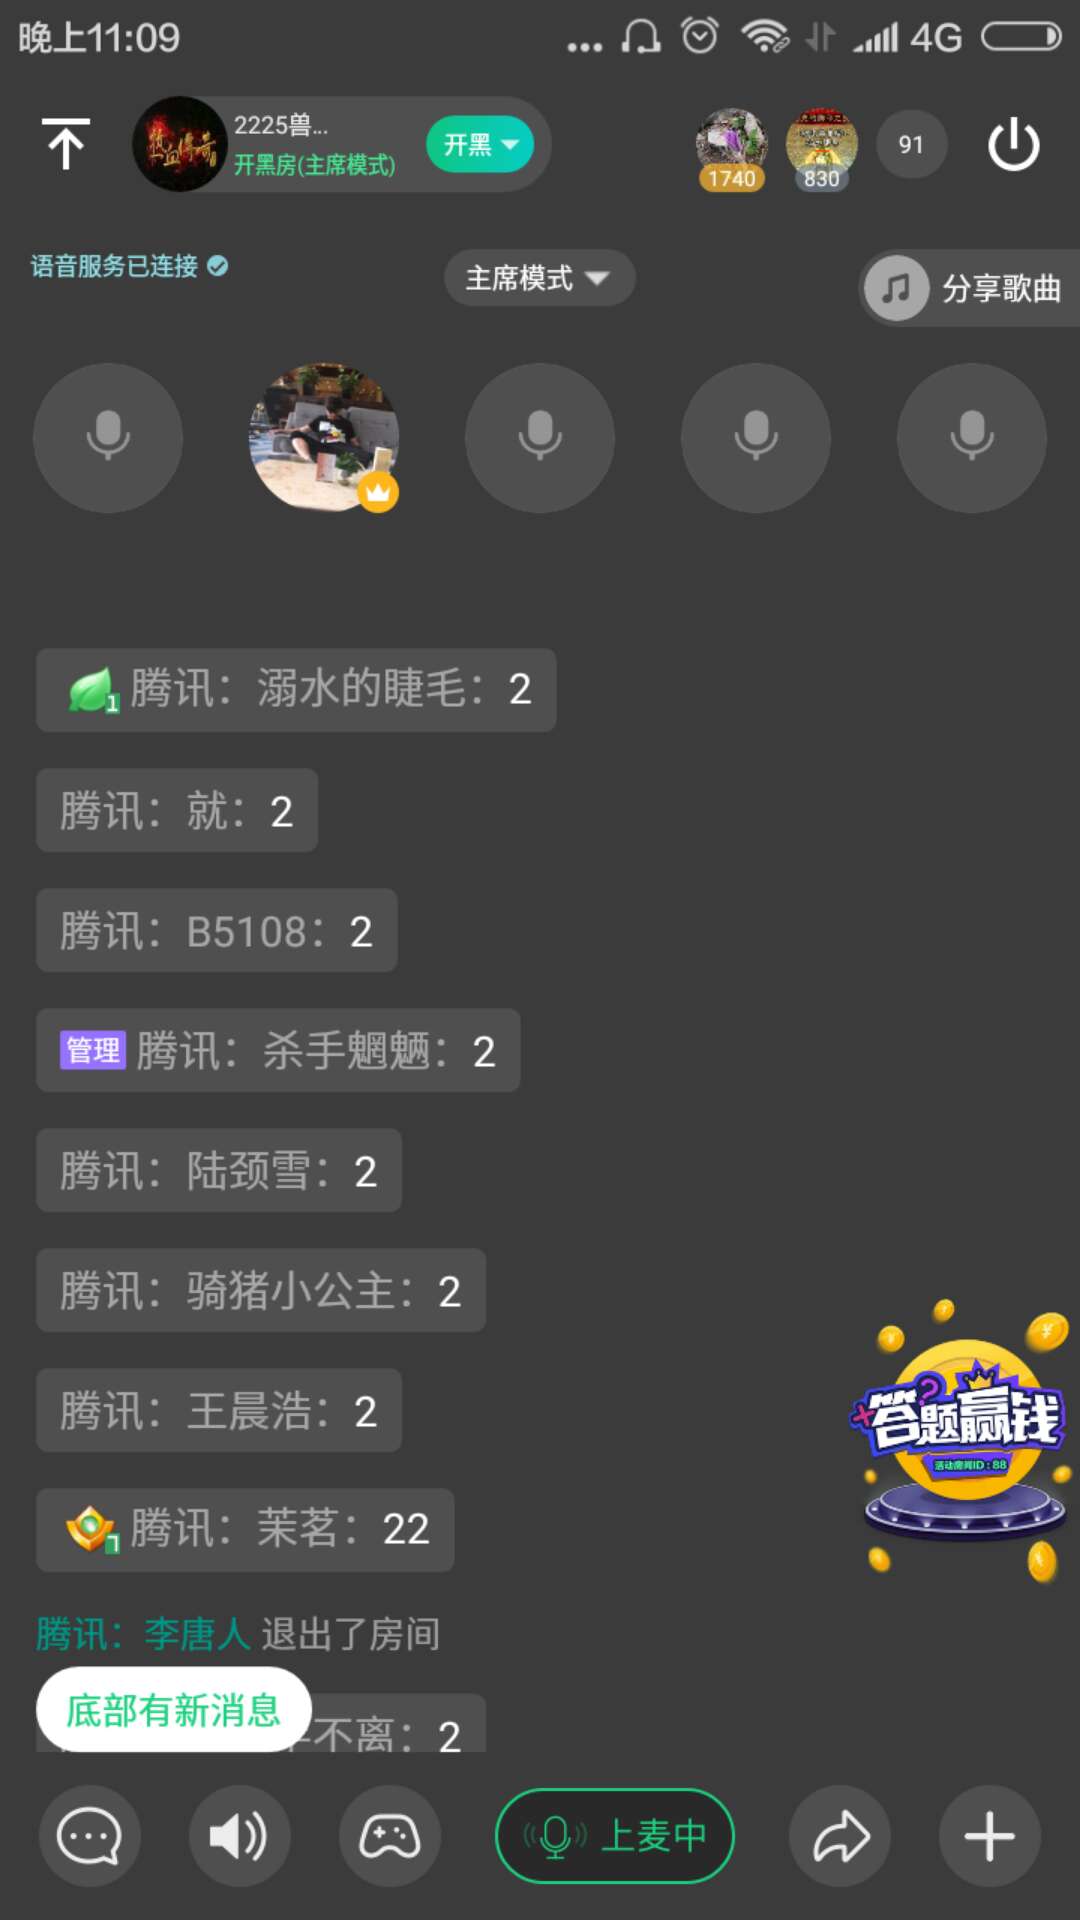 晚上11:09
4G
热血传奇
2225兽...
开黑房(主席模式)
开黑
1740
830
91
语音服务已连接
主席模式
分享歌曲
1 腾讯：溺水的睫毛：2
腾讯：就：2
腾讯：B5108：2
管理 腾讯：杀手魍魉：2
腾讯：陆颈雪：2
腾讯：骑猪小公主：2
腾讯：王晨浩：2
答题赢钱
活动房间ID:88
1 腾讯：茉茗：22
腾讯：李唐人 退出了房间
底部有新消息
不离：2
上麦中